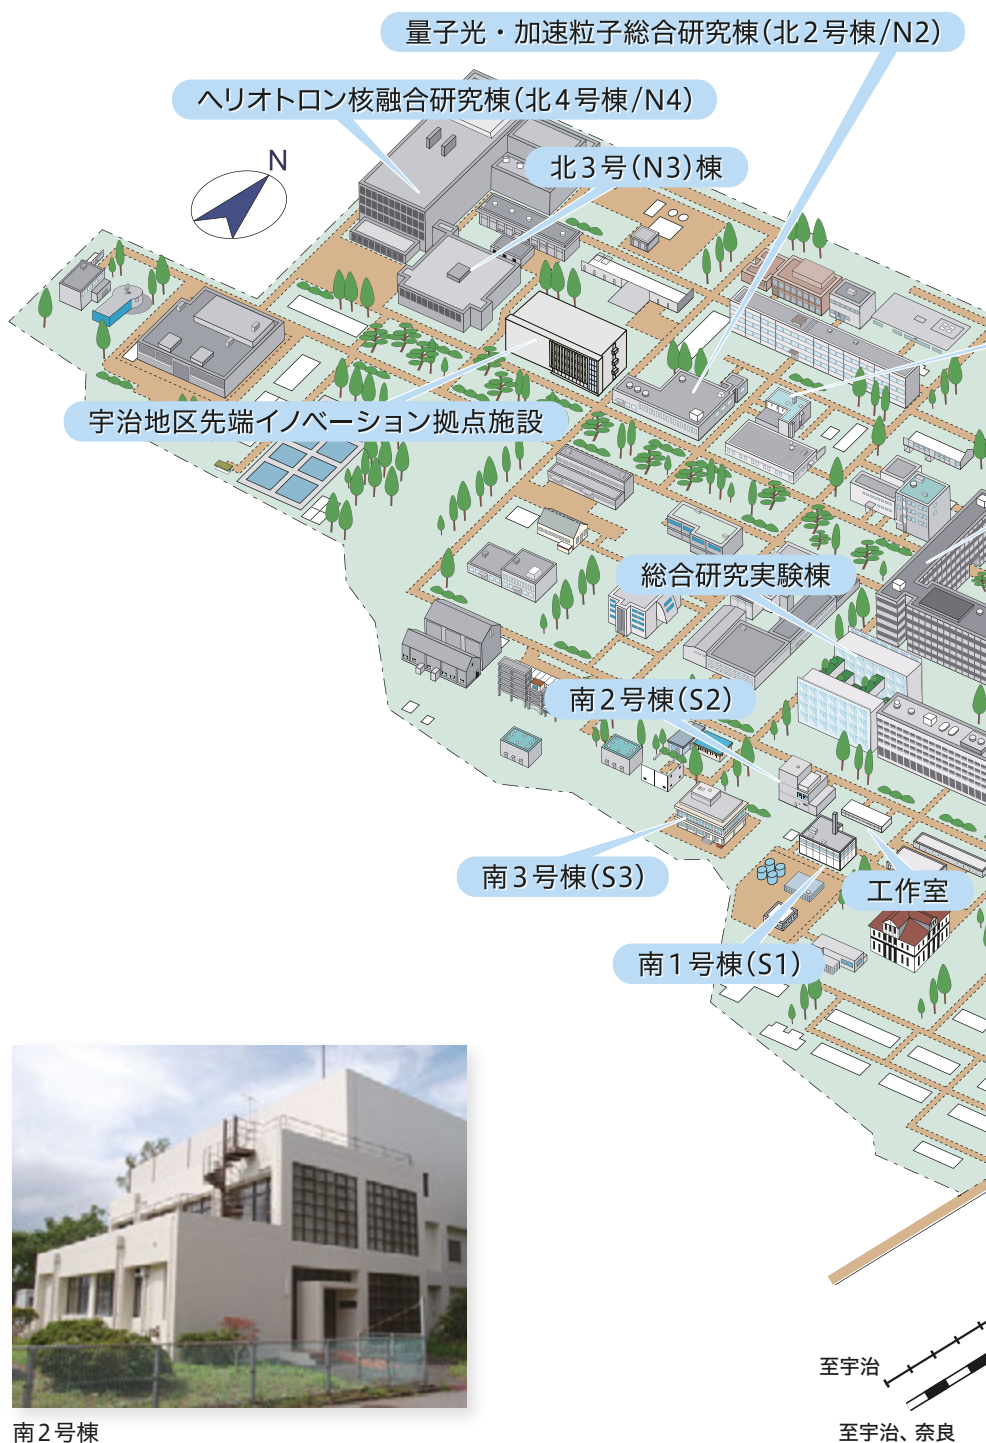 量子光・加速粒子総合研究棟(北2号棟/N2)
ヘリオトロン核融合研究棟(北4号棟/N4)
N
北3号(N3)棟
宇治地区先端イノベーション拠点施設
総合研究実験棟
南2号棟(S2)
南3号棟(S3)
工作室
南1号棟(S1)
至宇治
至宇治、奈良
南2号棟